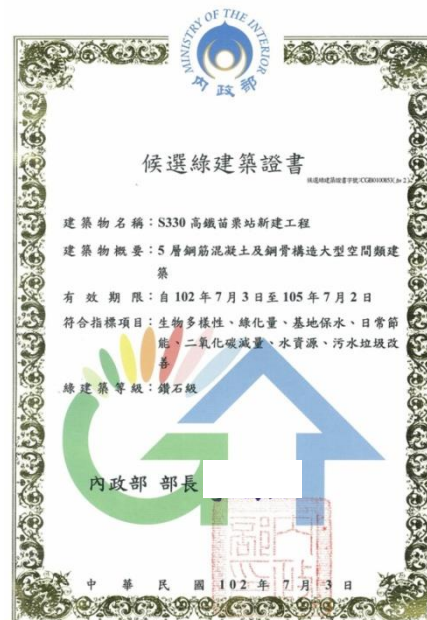 MINISTRY OF THE INTERIOR
內政部
候選綠建築證書
建築物名稱：S330 高鐵苗栗站新建工程
建築物概要：5 層鋼筋混凝土及鋼骨構造大型空間類建
築
有效期限：自 102 年 7 月 3 日至 105 年 7 月 2 日
符合指標項目：生物多樣性、綠化量、基地保水、日常節
能、二氧化碳減量、水資源、污水垃圾改
善
綠建築等級：鑽石級
內政部 部長
中華民國 102 年 7 月 3 日